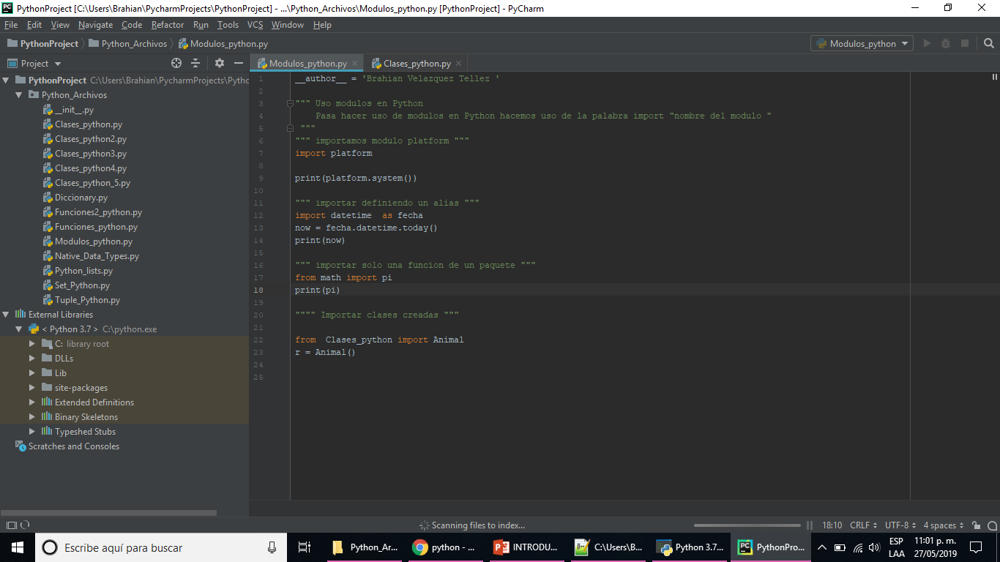 PythonProject [C:\Users\Brahian\PycharmProjects\PythonProject] - ...\Python_Archivos\Modulos_python.py [PythonProject] - PyCharm
File Edit View Navigate Code Refactor Run Tools VCS Window Help
PythonProject Python_Archivos Modulos_python.py Modulos_python
Project Modulos_python.py Clases_python.py
PythonProject C:\Users\Brahian\PycharmProjects\Pytho
Python_Archivos
__init__.py
Clases_python.py
Clases_python2.py
Clases_python3.py
Clases_python4.py
Clases_python_5.py
Diccionary.py
Funciones2_python.py
Funciones_python.py
Modulos_python.py
Native_Data_Types.py
Python_lists.py
Set_Python.py
Tuple_Python.py
External Libraries
< Python 3.7 > C:\python.exe
C: library root
DLLs
Lib
site-packages
Extended Definitions
Binary Skeletons
Typeshed Stubs
Scratches and Consoles
1 __author__ = 'Brahian Velazquez Tellez '
2
3 """ Uso modulos en Python
4 Pasa hacer uso de modulos en Python hacemos uso de la palabra import "nombre del modulo "
5 """
6 """ importamos modulo platform """
7 import platform
8
9 print(platform.system())
10
11 """ importar definiendo un alias """
12 import datetime  as fecha
13 now = fecha.datetime.today()
14 print(now)
15
16 """ importar solo una funcion de un paquete """
17 from math import pi
18 print(pi)
19
20 """" Importar clases creadas """
21
22 from  Clases_python import Animal
23 r = Animal()
24
25
Scanning files to index... 18:10 CRLF UTF-8 4 spaces
Escribe aquí para buscar Python_Ar... python - ... INTRODU... C:\Users\B... Python 3.7... PythonPro... ESP LAA 11:01 p. m. 27/05/2019